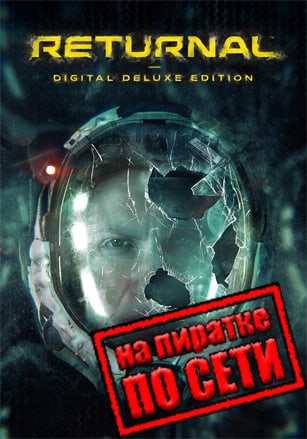 RETURNAL
DIGITAL DELUXE EDITION
на пиратке
ПО СЕТИ